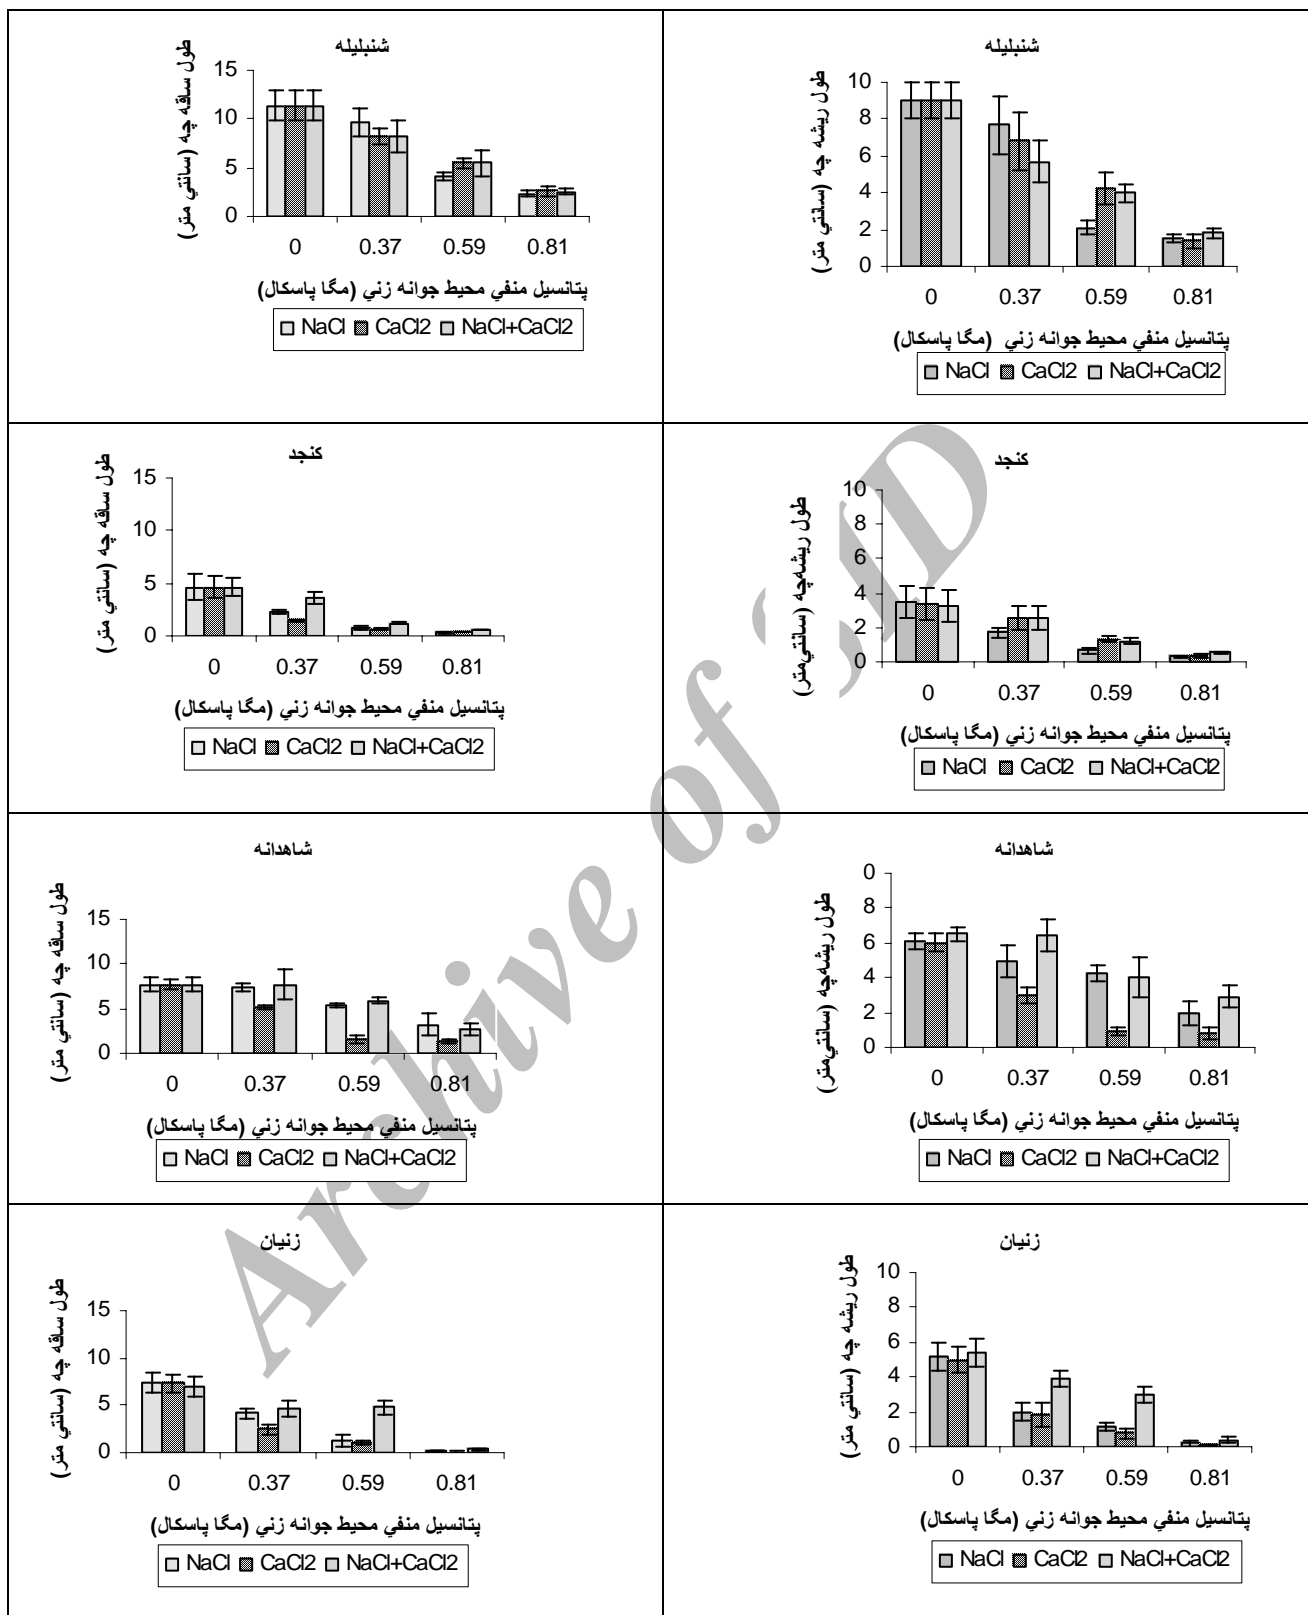 شنبليله
طول ريشه چه (سانتي متر)
10
8
6
4
2
0
0 0.37 0.59 0.81
پتانسيل منفي محيط جوانه زني (مگا پاسكال)
NaCl CaCl2 NaCl+CaCl2
شنبليله
طول ساقه چه (سانتي متر)
15
10
5
0
0 0.37 0.59 0.81
پتانسيل منفي محيط جوانه زني (مگا پاسكال)
NaCl CaCl2 NaCl+CaCl2
كنجد
طول ريشه‌چه (سانتي‌متر)
10
8
6
4
2
0
0 0.37 0.59 0.81
پتانسيل منفي محيط جوانه زني (مگا پاسكال)
NaCl CaCl2 NaCl+CaCl2
كنجد
طول ساقه چه (سانتي متر)
15
10
5
0
0 0.37 0.59 0.81
پتانسيل منفي محيط جوانه زني (مگا پاسكال)
NaCl CaCl2 NaCl+CaCl2
شاهدانه
طول ريشه‌چه (سانتي‌متر)
0
8
6
4
2
0
0 0.37 0.59 0.81
پتانسيل منفي محيط جوانه زني (مگا پاسكال)
NaCl CaCl2 NaCl+CaCl2
شاهدانه
طول ساقه چه (سانتي متر)
15
10
5
0
0 0.37 0.59 0.81
پتانسيل منفي محيط جوانه زني (مگا پاسكال)
NaCl CaCl2 NaCl+CaCl2
زنيان
طول ريشه چه (سانتي متر)
10
8
6
4
2
0
0 0.37 0.59 0.81
پتانسيل منفي محيط جوانه زني (مگا پاسكال)
NaCl CaCl2 NaCl+CaCl2
زنيان
طول ساقه چه (سانتي متر)
15
10
5
0
0 0.37 0.59 0.81
پتانسيل منفي محيط جوانه زني (مگا پاسكال)
NaCl CaCl2 NaCl+CaCl2
Archive of